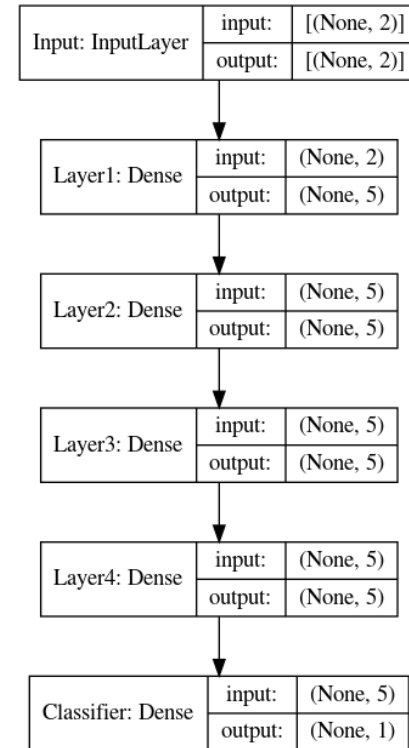 Input: InputLayer
input: [(None, 2)]
output: [(None, 2)]
Layer1: Dense
input: (None, 2)
output: (None, 5)
Layer2: Dense
input: (None, 5)
output: (None, 5)
Layer3: Dense
input: (None, 5)
output: (None, 5)
Layer4: Dense
input: (None, 5)
output: (None, 5)
Classifier: Dense
input: (None, 5)
output: (None, 1)